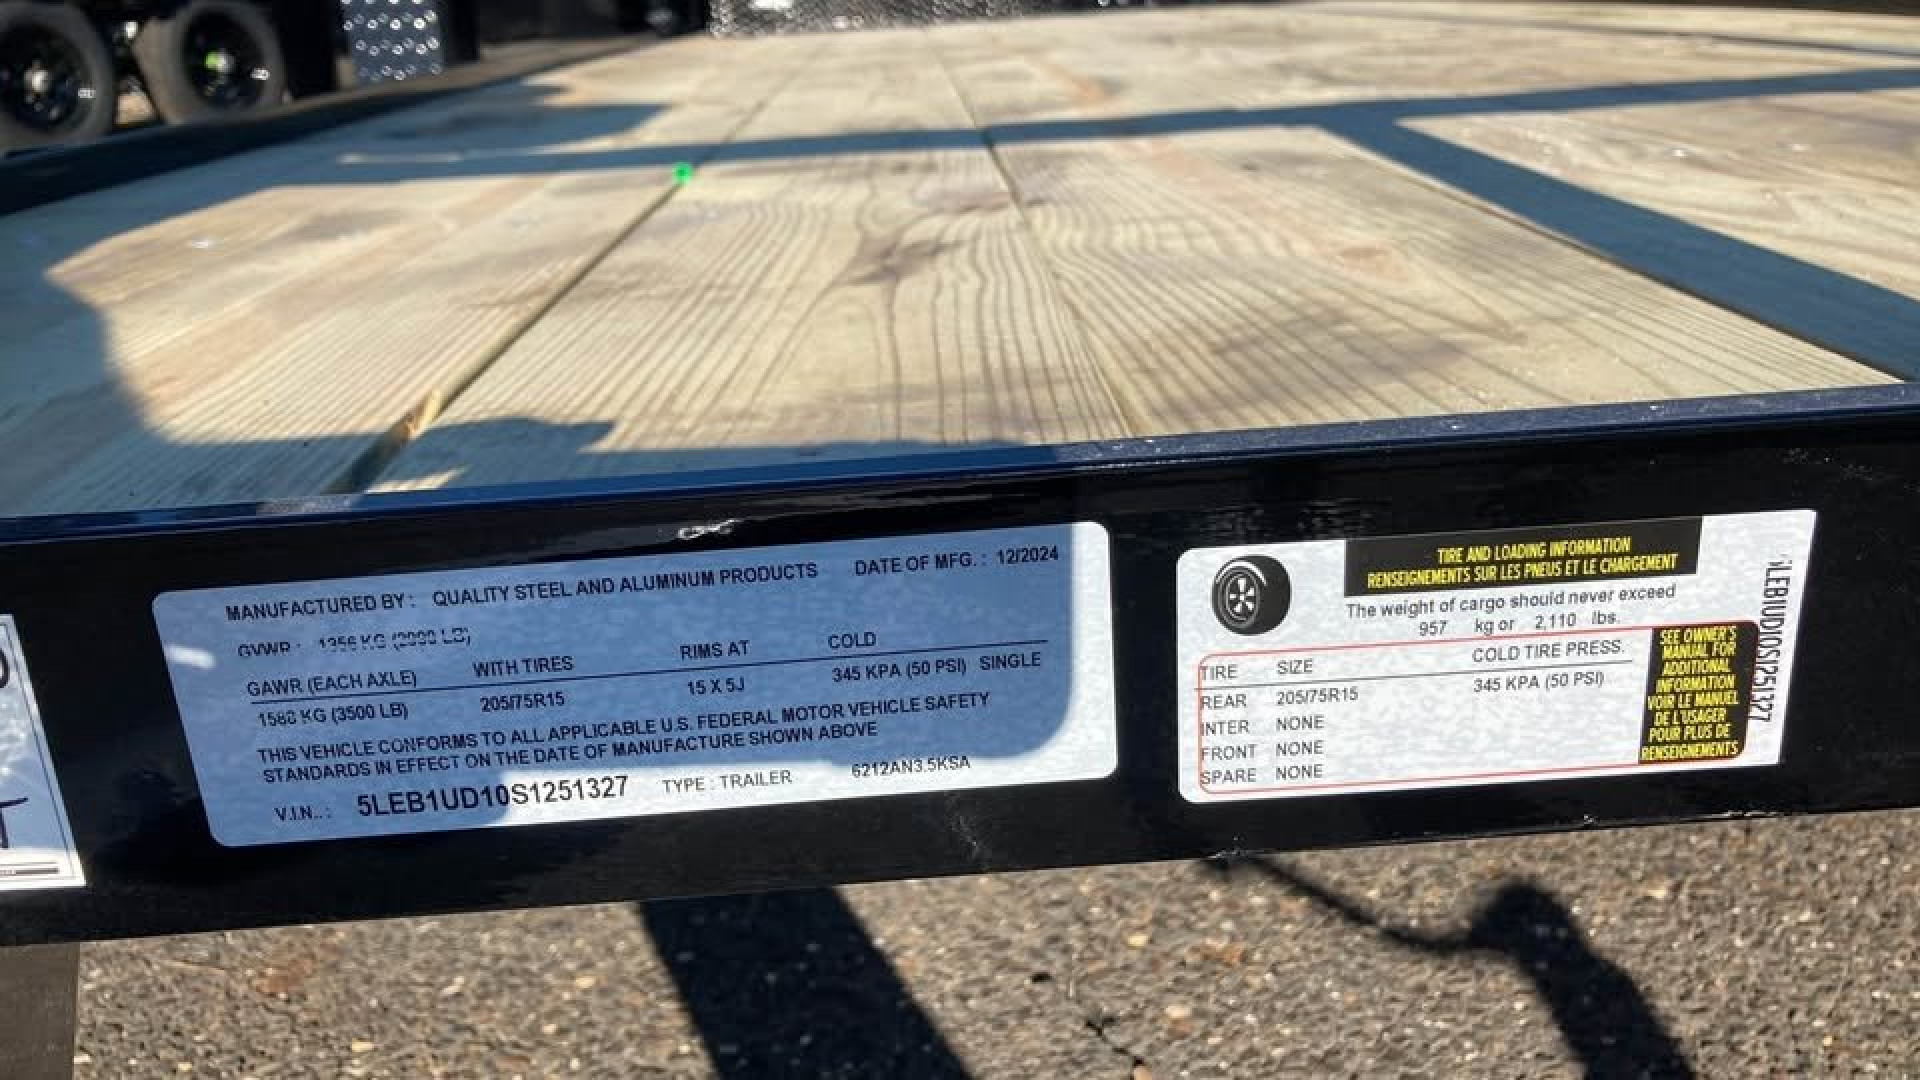 MANUFACTURED BY: QUALITY STEEL AND ALUMINUM PRODUCTS DATE OF MFG.: 12/2024
GVWR: 1356 KG (2990 LB)
GAWR (EACH AXLE) WITH TIRES RIMS AT COLD
1588 KG (3500 LB) 205/75R15 15 X 5J 345 KPA (50 PSI) SINGLE
THIS VEHICLE CONFORMS TO ALL APPLICABLE U.S. FEDERAL MOTOR VEHICLE SAFETY
STANDARDS IN EFFECT ON THE DATE OF MANUFACTURE SHOWN ABOVE
V.I.N..: 5LEB1UD10S1251327 TYPE: TRAILER 6212AN3.5KSA
TIRE AND LOADING INFORMATION
RENSEIGNEMENTS SUR LES PNEUS ET LE CHARGEMENT
The weight of cargo should never exceed
957 kg or 2,110 lbs.
TIRE SIZE COLD TIRE PRESS.
REAR 205/75R15 345 KPA (50 PSI)
INTER NONE
FRONT NONE
SPARE NONE
SEE OWNER'S
MANUAL FOR
ADDITIONAL
INFORMATION
VOIR LE MANUEL
DE L'USAGER
POUR PLUS DE
RENSEIGNEMENTS